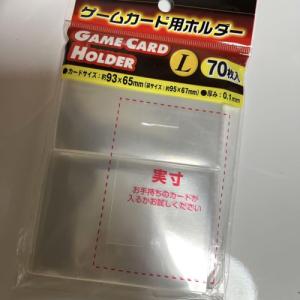 ゲームカード用ホルダー
GAME CARD
HOLDER
L
70枚入
●カードサイズ:約93×65mm(袋サイズ:約95×67mm) ●厚み:0.1mm
実寸
お手持ちのカードが
入るかお試しください